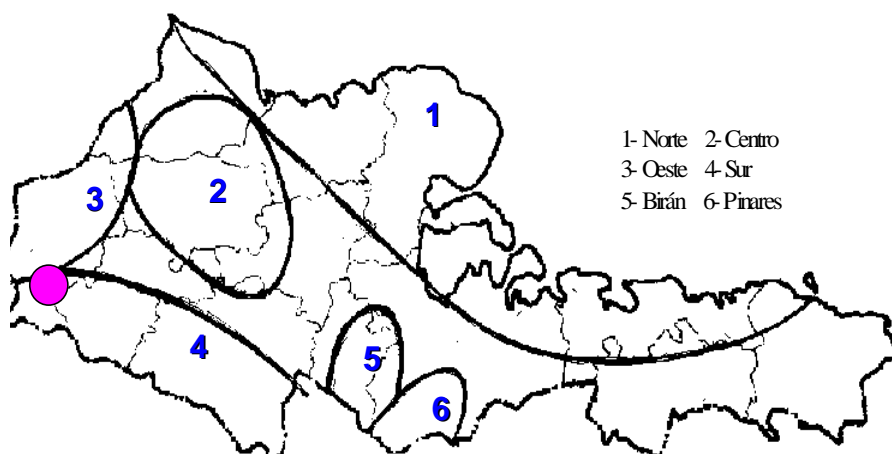 1
2
3
4
5
6
1- Norte 2- Centro
3- Oeste 4- Sur
5- Birán 6- Pinares